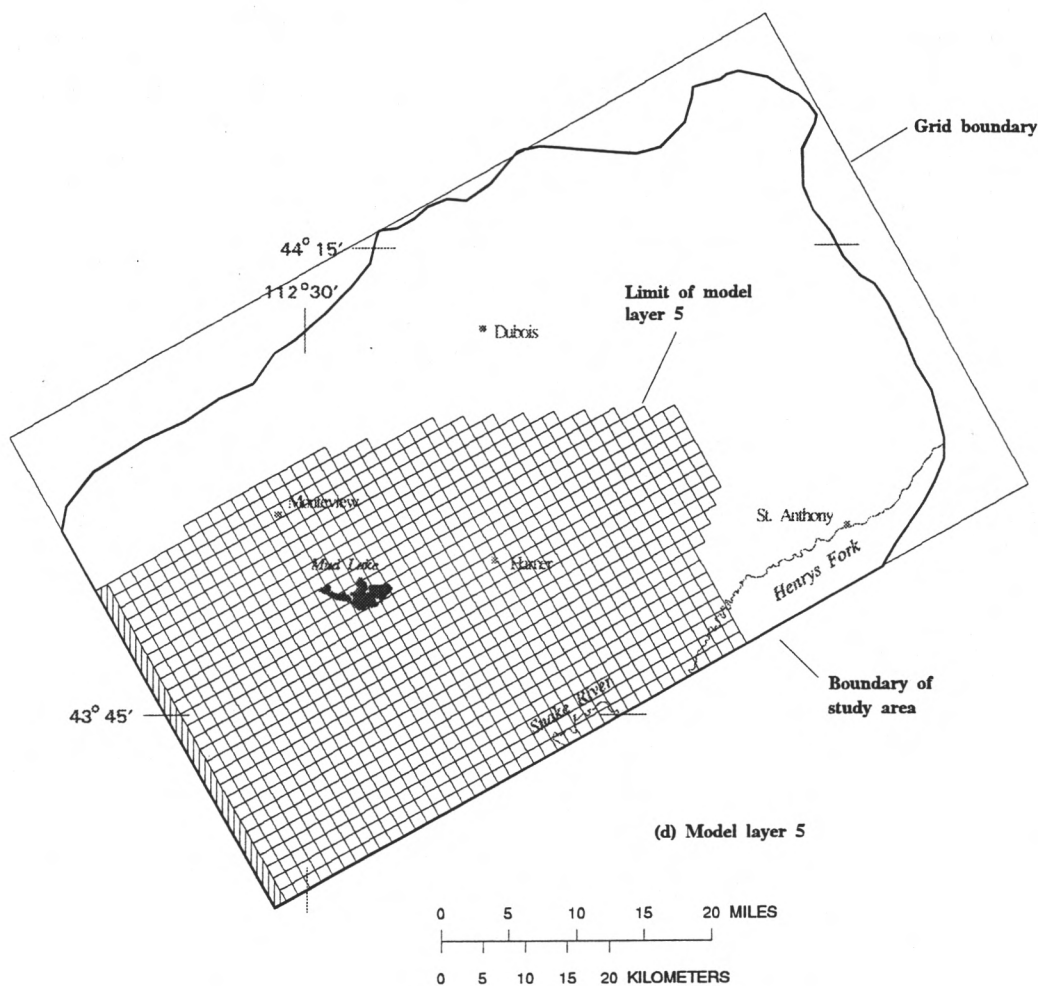 Grid boundary
44° 15′
112°30′
Limit of model
layer 5
Dubois
Monteview
St. Anthony
Mud Lake
Hamer
Henrys Fork
Boundary of
study area
43° 45′
Snake River
(d) Model layer 5
0 5 10 15 20 MILES
0 5 10 15 20 KILOMETERS